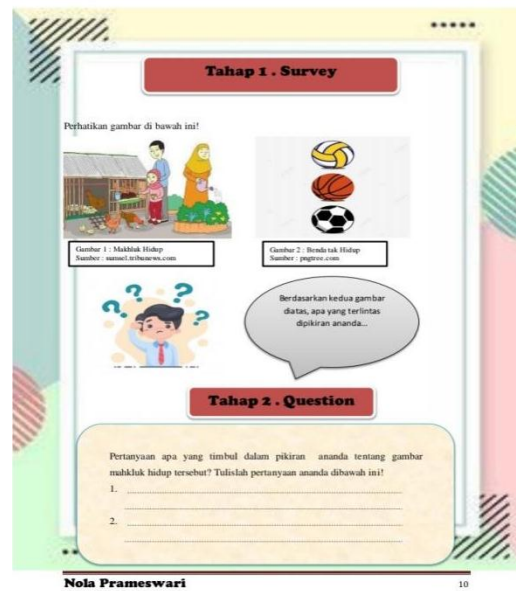 Tahap 1 . Survey
Perhatikan gambar di bawah ini!
Gambar 1 : Makhluk Hidup
Sumber : sumsel.tribunews.com
Gambar 2 : Benda tak Hidup
Sumber : pngtree.com
Berdasarkan kedua gambar
diatas, apa yang terlintas
dipikiran ananda...
Tahap 2 . Question
Pertanyaan apa yang timbul dalam pikiran ananda tentang gambar
mahkluk hidup tersebut? Tulislah pertanyaan ananda dibawah ini!
1.
2.
Nola Prameswari
10